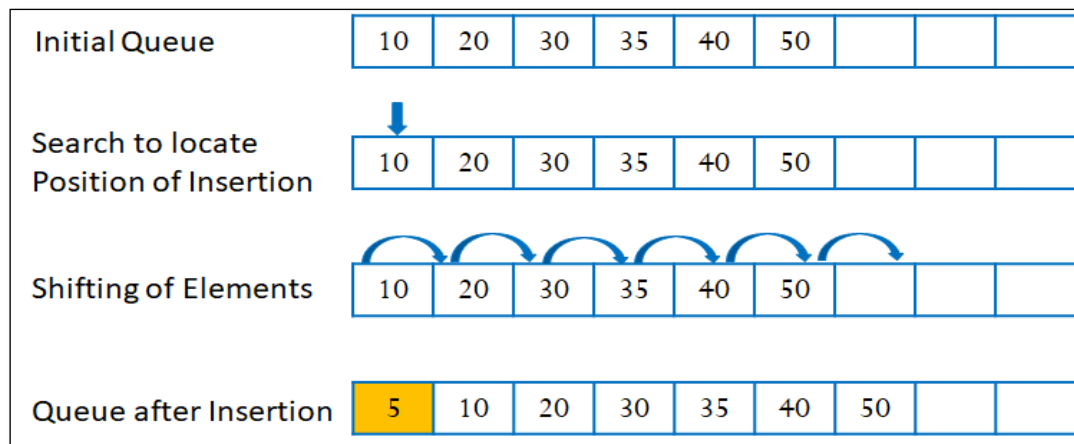 Initial Queue 10 20 30 35 40 50
Search to locate
Position of Insertion 10 20 30 35 40 50
Shifting of Elements 10 20 30 35 40 50
Queue after Insertion 5 10 20 30 35 40 50